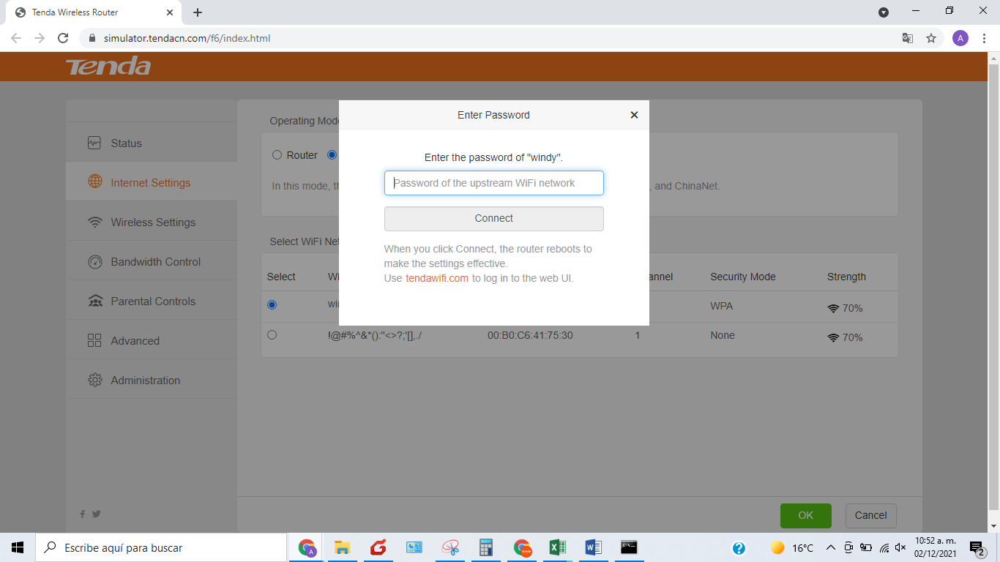 Tenda Wireless Router
simulator.tendacn.com/f6/index.html
A
Tenda
Status
Internet Settings
Wireless Settings
Bandwidth Control
Parental Controls
Advanced
Administration
Operating Mode
Router
In this mode, th
, and ChinaNet.
Enter Password
Enter the password of "windy".
Password of the upstream WiFi network
Connect
When you click Connect, the router reboots to
make the settings effective.
Use tendawifi.com to log in to the web UI.
Select WiFi Net
Select Wi annel Security Mode Strength
win WPA 70%
!@#%^&*():"<>?;'[],./ 00:B0:C6:41:75:30 1 None 70%
OK Cancel
Escribe aquí para buscar
A
16°C
10:52 a. m.
02/12/2021
2